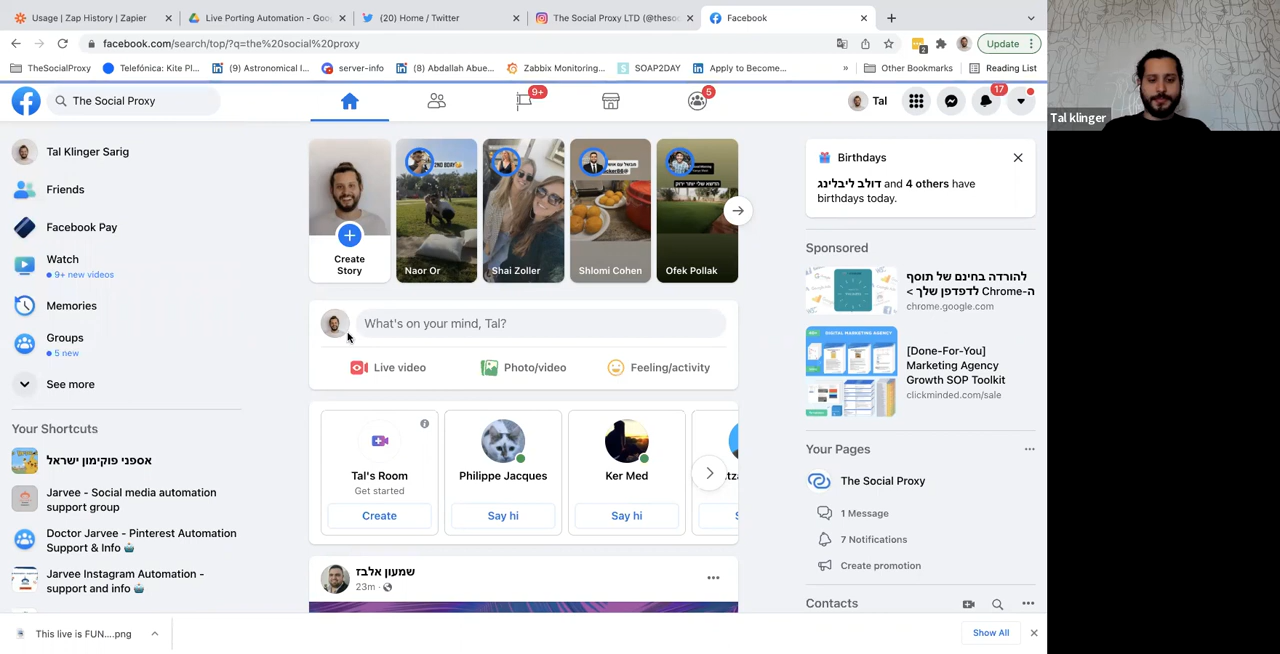 Usage | Zap History | Zapier
Live Porting Automation - Goo
(20) Home / Twitter
The Social Proxy LTD (@thesoc
Facebook
facebook.com/search/top/?q=the%20social%20proxy
2
Update
TheSocialProxy
Telefónica: Kite Pl...
(9) Astronomical I...
server-info
(8) Abdallah Abue...
Zabbix Monitoring...
SOAP2DAY
Apply to Become...
»
Other Bookmarks
Reading List
The Social Proxy
9+
5
Tal
17
Tal klinger
Tal Klinger Sarig
Friends
Facebook Pay
Watch
9+ new videos
Memories
Groups
5 new
See more
Your Shortcuts
אספני פוקימון ישראל
Jarvee - Social media automation
support group
Doctor Jarvee - Pinterest Automation
Support & Info
Jarvee Instagram Automation -
support and info
Create
Story
Naor Or
Shai Zoller
Shlomi Cohen
Ofek Pollak
What's on your mind, Tal?
Live video
Photo/video
Feeling/activity
Tal's Room
Get started
Create
Philippe Jacques
Say hi
Ker Med
Say hi
שמעון אלבז
23m
Birthdays
דולב ליבלינג and 4 others have
birthdays today.
Sponsored
להורדה בחינם של תוסף
ה-Chrome לדפדפן שלך >
chrome.google.com
DIGITAL MARKETING AGENCY
[Done-For-You]
Marketing Agency
Growth SOP Toolkit
clickminded.com/sale
Your Pages
The Social Proxy
1 Message
7 Notifications
Create promotion
Contacts
This live is FUN....png
Show All